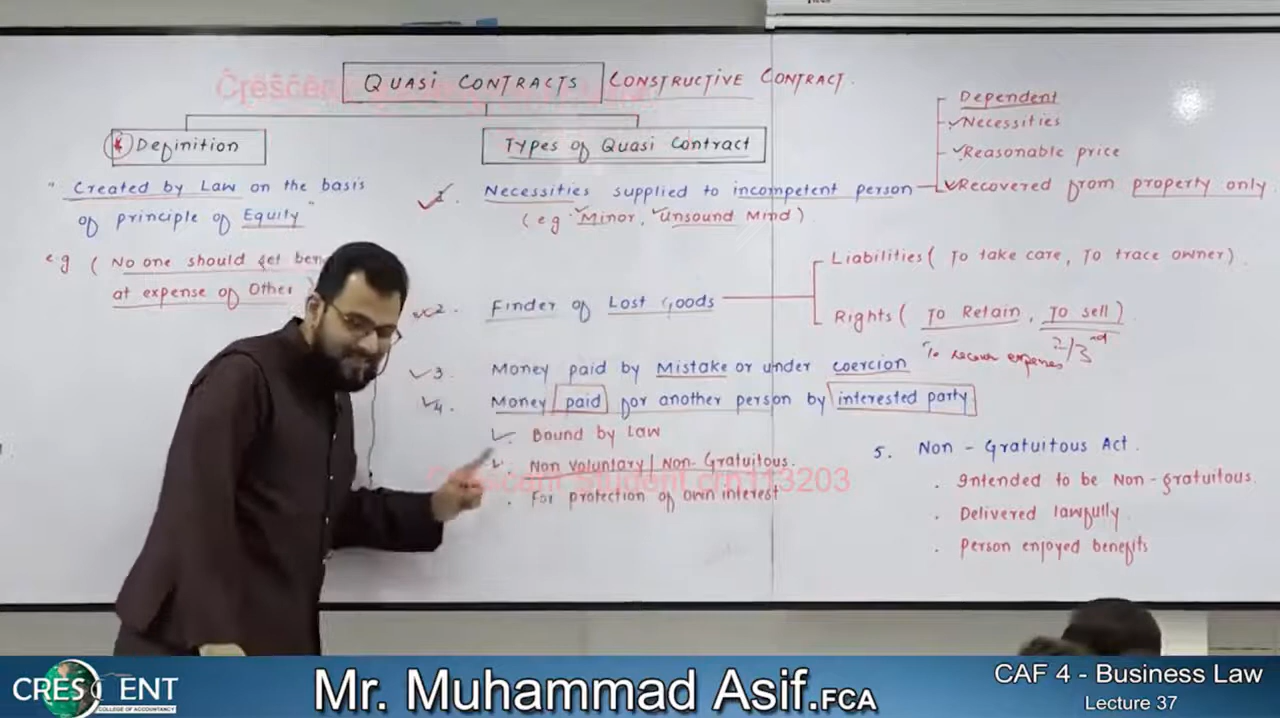 QUASI CONTRACTS CONSTRUCTIVE CONTRACT.
Definition
"Created by Law on the basis
of principle of Equity"
eg ( No one should get ben
at expense of Other )
Types of Quasi Contract
1. Necessities supplied to incompetent person
(eg. Minor, Unsound Mind)
Dependent
Necessities
Reasonable price
Recovered from property only
2. Finder of Lost Goods
Liabilities ( To take care, To trace owner)
Rights ( To Retain, To sell)
To recover expenses
2/3rd
3. Money paid by Mistake or under coercion
4. Money paid for another person by interested party
Bound by Law
Non Voluntary / Non-Gratuitous.
For protection of own interest
5. Non-Gratuitous Act.
. Intended to be Non-gratuitous.
. Delivered lawfully.
. Person enjoyed benefits
Crescent Student crn113203
CRESCENT
COLLEGE OF ACCOUNTANCY
Mr. Muhammad Asif.FCA
CAF 4 - Business Law
Lecture 37